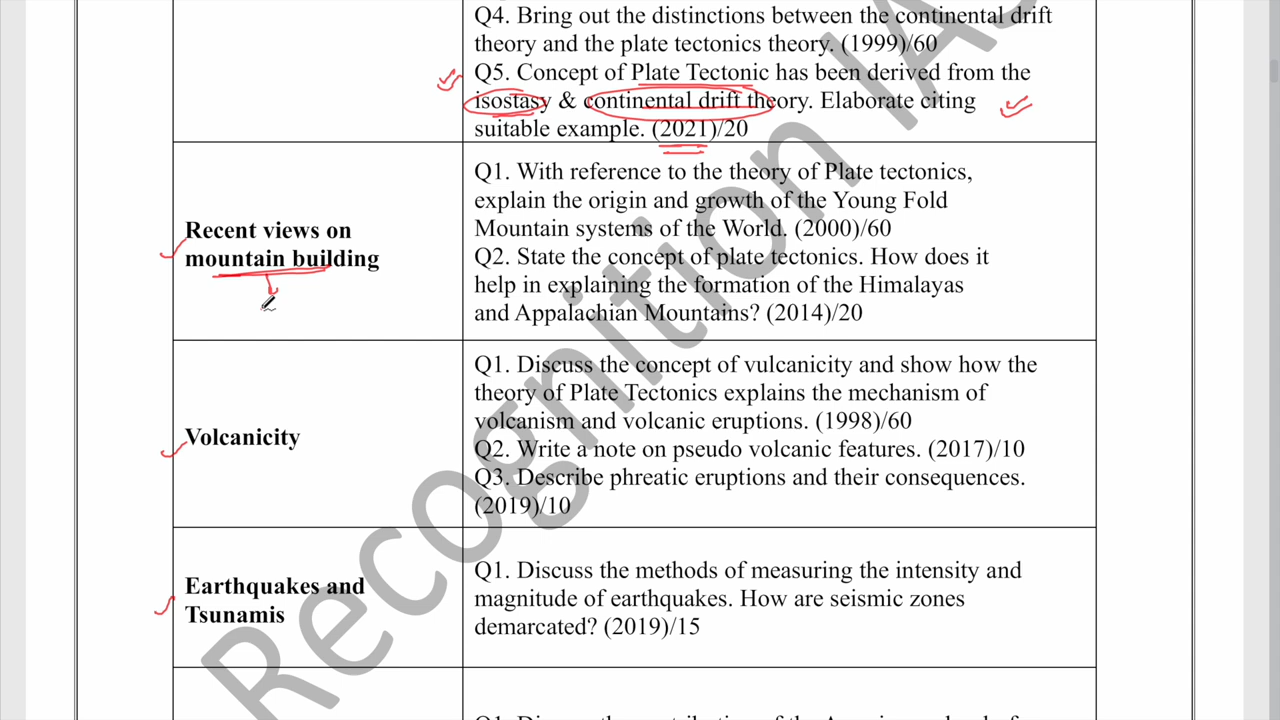 Q4. Bring out the distinctions between the continental drift
theory and the plate tectonics theory. (1999)/60
Q5. Concept of Plate Tectonic has been derived from the
isostasy & continental drift theory. Elaborate citing
suitable example. (2021)/20
Recent views on
mountain building
Q1. With reference to the theory of Plate tectonics,
explain the origin and growth of the Young Fold
Mountain systems of the World. (2000)/60
Q2. State the concept of plate tectonics. How does it
help in explaining the formation of the Himalayas
and Appalachian Mountains? (2014)/20
Volcanicity
Q1. Discuss the concept of vulcanicity and show how the
theory of Plate Tectonics explains the mechanism of
volcanism and volcanic eruptions. (1998)/60
Q2. Write a note on pseudo volcanic features. (2017)/10
Q3. Describe phreatic eruptions and their consequences.
(2019)/10
Earthquakes and
Tsunamis
Q1. Discuss the methods of measuring the intensity and
magnitude of earthquakes. How are seismic zones
demarcated? (2019)/15
Recognition IAS